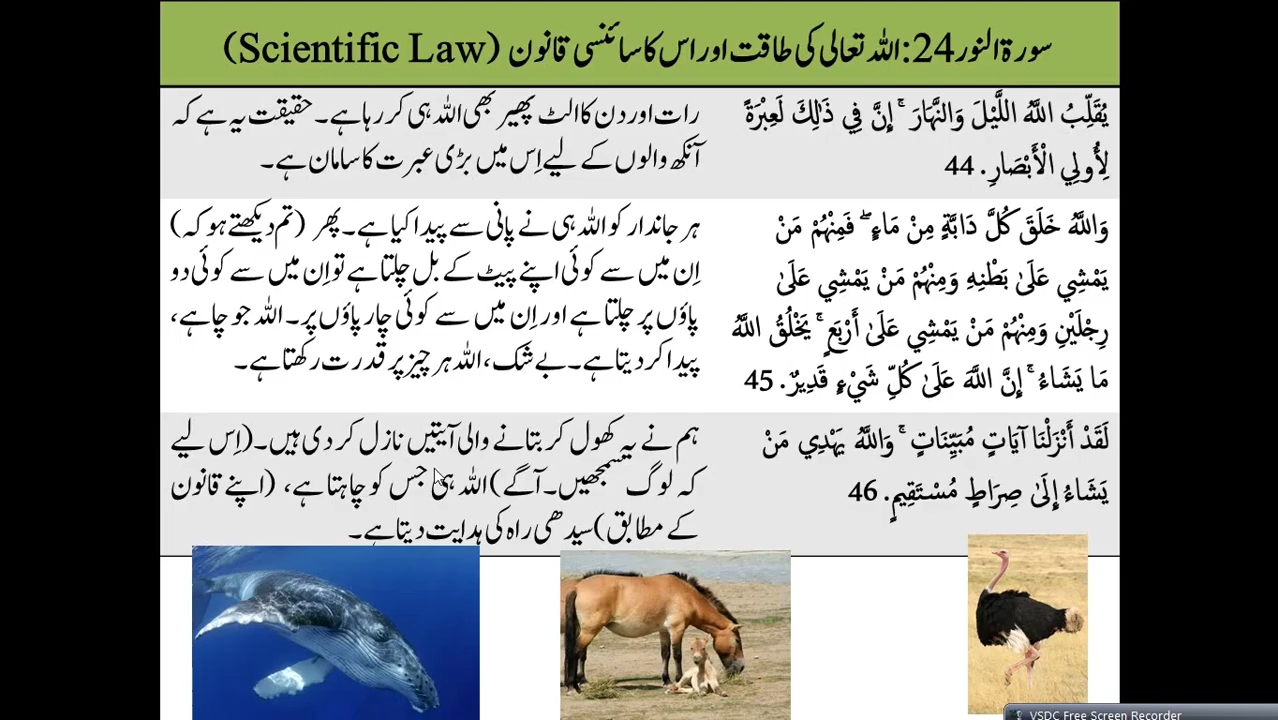 سورۃ النور 24: اللہ تعالی کی طاقت اور اس کا سائنسی قانون (Scientific Law)
يُقَلِّبُ اللَّهُ اللَّيْلَ وَالنَّهَارَ ۚ إِنَّ فِي ذَٰلِكَ لَعِبْرَةً
لِأُولِي الْأَبْصَارِ. 44
رات اور دن کا الٹ پھیر بھی اللہ ہی کر رہا ہے۔ حقیقت یہ ہے کہ
آنکھ والوں کے لیے اِس میں بڑی عبرت کا سامان ہے۔
وَاللَّهُ خَلَقَ كُلَّ دَابَّةٍ مِنْ مَاءٍ ۖ فَمِنْهُمْ مَنْ
يَمْشِي عَلَىٰ بَطْنِهِ وَمِنْهُمْ مَنْ يَمْشِي عَلَىٰ
رِجْلَيْنِ وَمِنْهُمْ مَنْ يَمْشِي عَلَىٰ أَرْبَعٍ ۚ يَخْلُقُ اللَّهُ
مَا يَشَاءُ ۚ إِنَّ اللَّهَ عَلَىٰ كُلِّ شَيْءٍ قَدِيرٌ. 45
ہر جاندار کو اللہ ہی نے پانی سے پیدا کیا ہے۔ پھر (تم دیکھتے ہو کہ)
اِن میں سے کوئی اپنے پیٹ کے بل چلتا ہے تو اِن میں سے کوئی دو
پاؤں پر چلتا ہے اور اِن میں سے کوئی چار پاؤں پر۔ اللہ جو چاہے،
پیدا کر دیتا ہے۔ بے شک، اللہ ہر چیز پر قدرت رکھتا ہے۔
لَقَدْ أَنْزَلْنَا آيَاتٍ مُبَيِّنَاتٍ ۚ وَاللَّهُ يَهْدِي مَنْ
يَشَاءُ إِلَىٰ صِرَاطٍ مُسْتَقِيمٍ. 46
ہم نے یہ کھول کر بتانے والی آیتیں نازل کر دی ہیں۔ (اِس لیے
کہ لوگ سمجھیں۔ آگے) اللہ ہی جس کو چاہتا ہے، (اپنے قانون
کے مطابق) سیدھی راہ کی ہدایت دیتا ہے۔
VSDC Free Screen Recorder